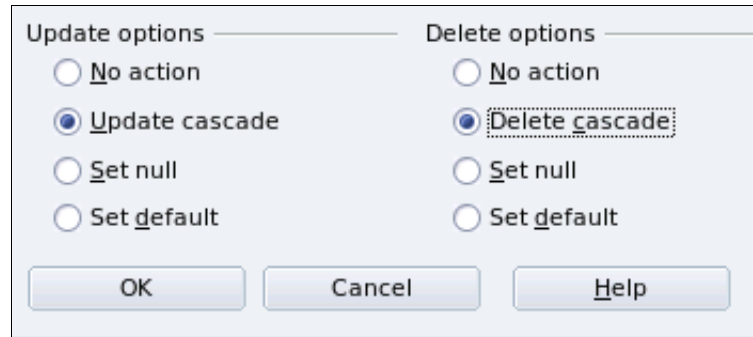 Update options
No action
Update cascade
Set null
Set default
Delete options
No action
Delete cascade
Set null
Set default
OK
Cancel
Help